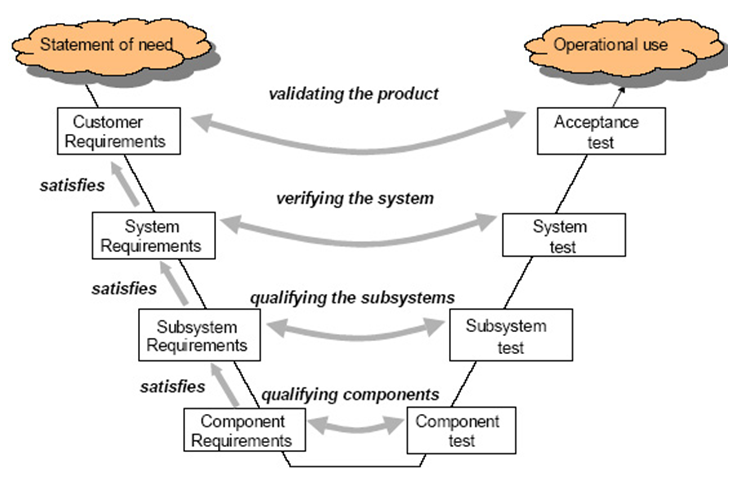 Statement of need
Operational use
validating the product
Customer
Requirements
Acceptance
test
satisfies
verifying the system
System
Requirements
System
test
satisfies
qualifying the subsystems
Subsystem
Requirements
Subsystem
test
satisfies
qualifying components
Component
Requirements
Component
test